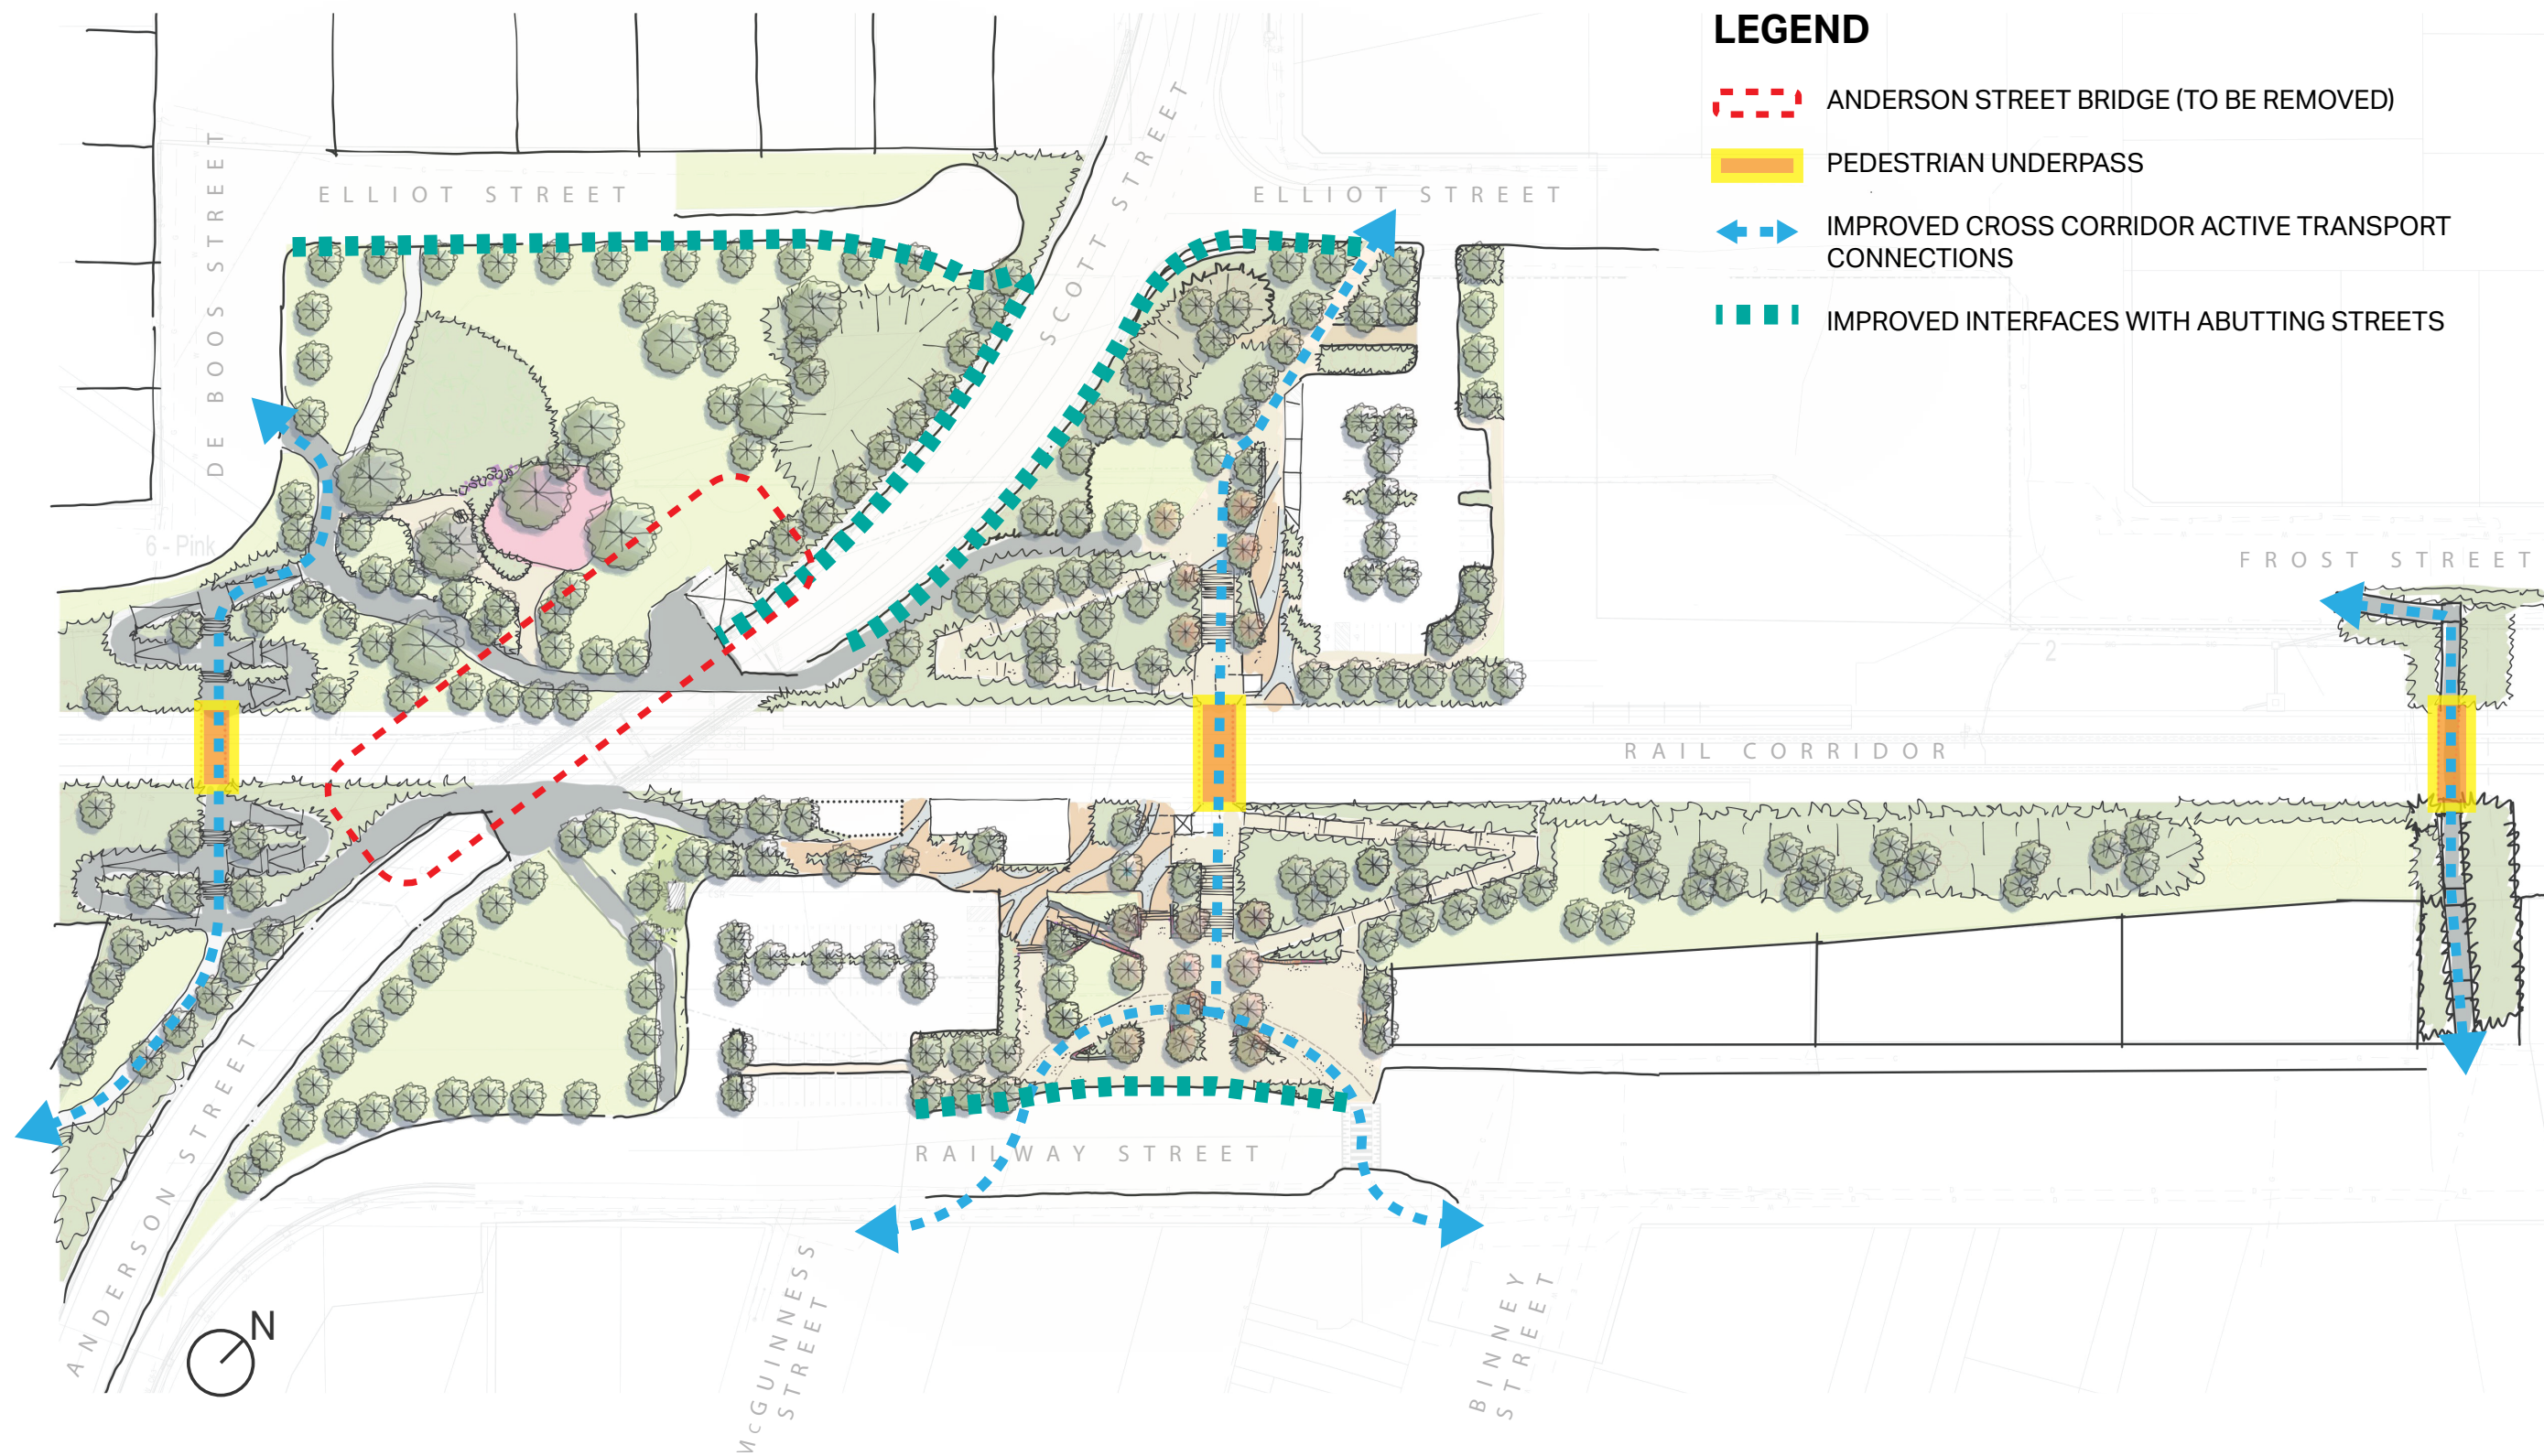 LEGEND
ANDERSON STREET BRIDGE (TO BE REMOVED)
PEDESTRIAN UNDERPASS
IMPROVED CROSS CORRIDOR ACTIVE TRANSPORT
CONNECTIONS
IMPROVED INTERFACES WITH ABUTTING STREETS
DE BOOS STREET
ELLIOT STREET
SCOTT STREET
ELLIOT STREET
6 - Pink
FROST STREET
2
RAIL CORRIDOR
ANDERSON STREET
RAILWAY STREET
McGUINNESS
STREET
BINNEY
STREET
N